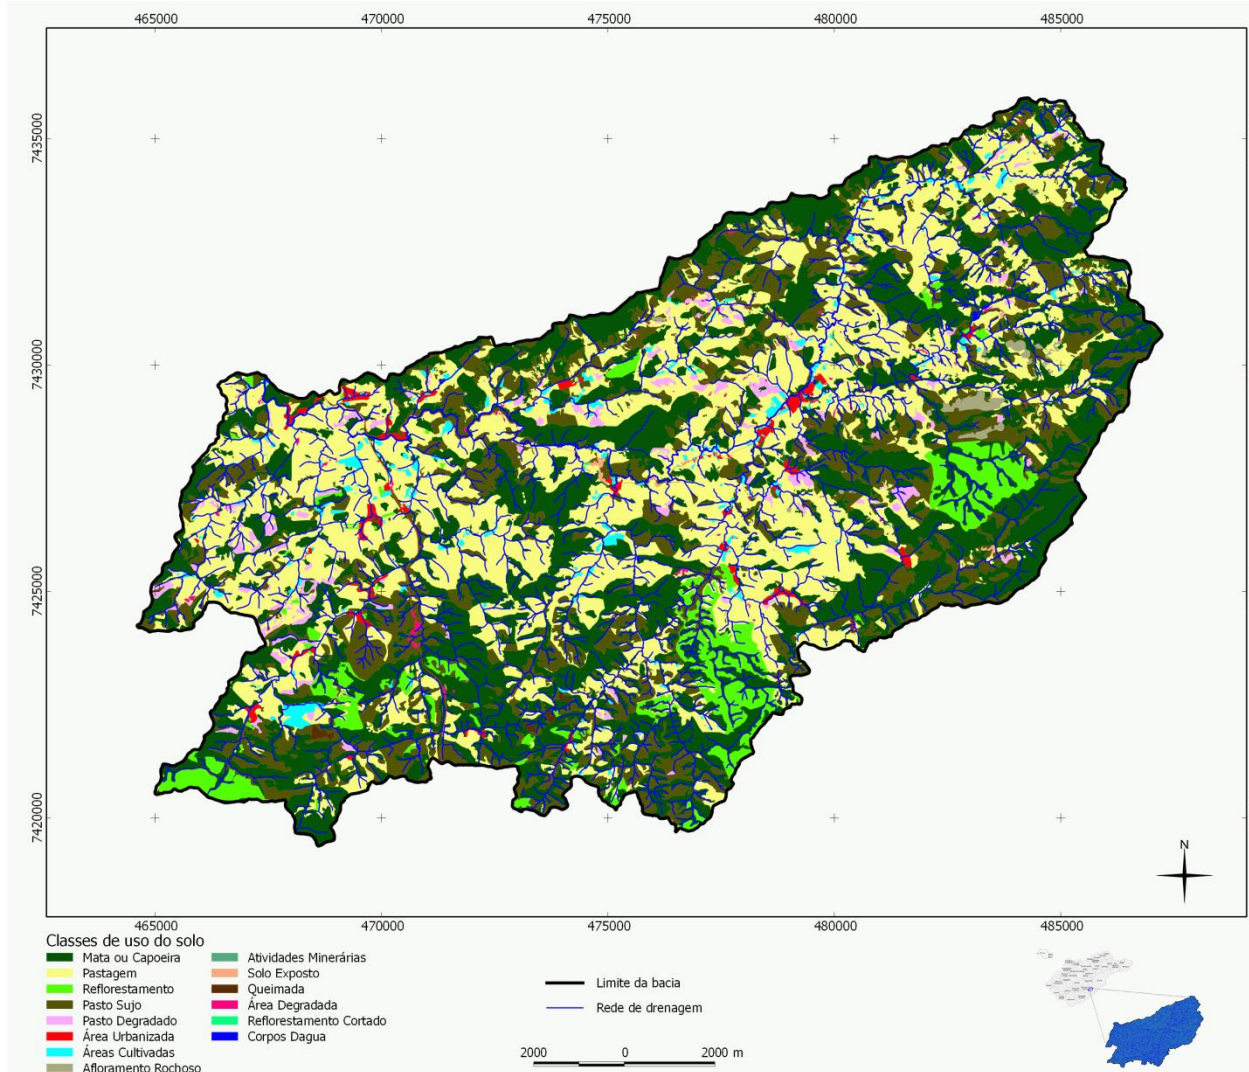 465000 470000 475000 480000 485000
7435000
7430000
7425000
7420000
N
465000 470000 475000 480000 485000
Classes de uso do solo
Mata ou Capoeira
Pastagem
Reflorestamento
Pasto Sujo
Pasto Degradado
Área Urbanizada
Áreas Cultivadas
Afloramento Rochoso
Atividades Minerárias
Solo Exposto
Queimada
Área Degradada
Reflorestamento Cortado
Corpos Dagua
Limite da bacia
Rede de drenagem
2000 0 2000 m